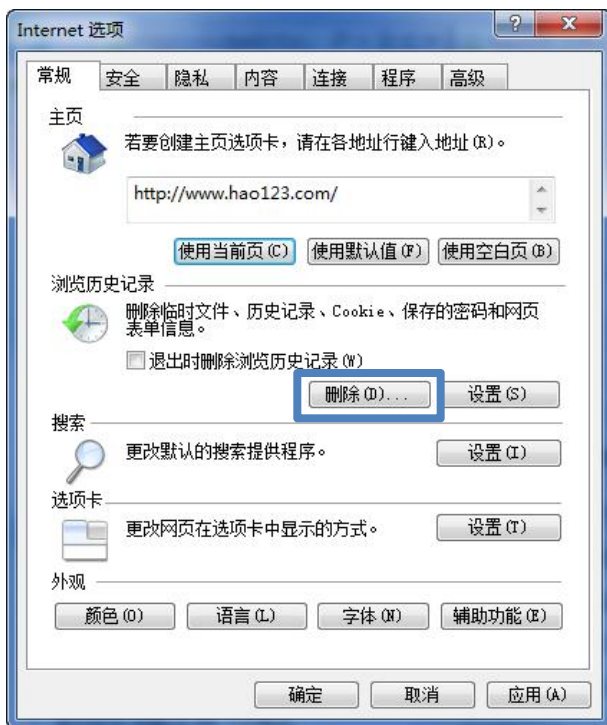 Internet 选项
常规 安全 隐私 内容 连接 程序 高级
主页
若要创建主页选项卡，请在各地址行键入地址(R)。
http://www.hao123.com/
使用当前页(C) 使用默认值(F) 使用空白页(B)
浏览历史记录
删除临时文件、历史记录、Cookie、保存的密码和网页
表单信息。
退出时删除浏览历史记录(W)
删除(D)... 设置(S)
搜索
更改默认的搜索提供程序。 设置(I)
选项卡
更改网页在选项卡中显示的方式。 设置(T)
外观
颜色(O) 语言(L) 字体(N) 辅助功能(E)
确定 取消 应用(A)